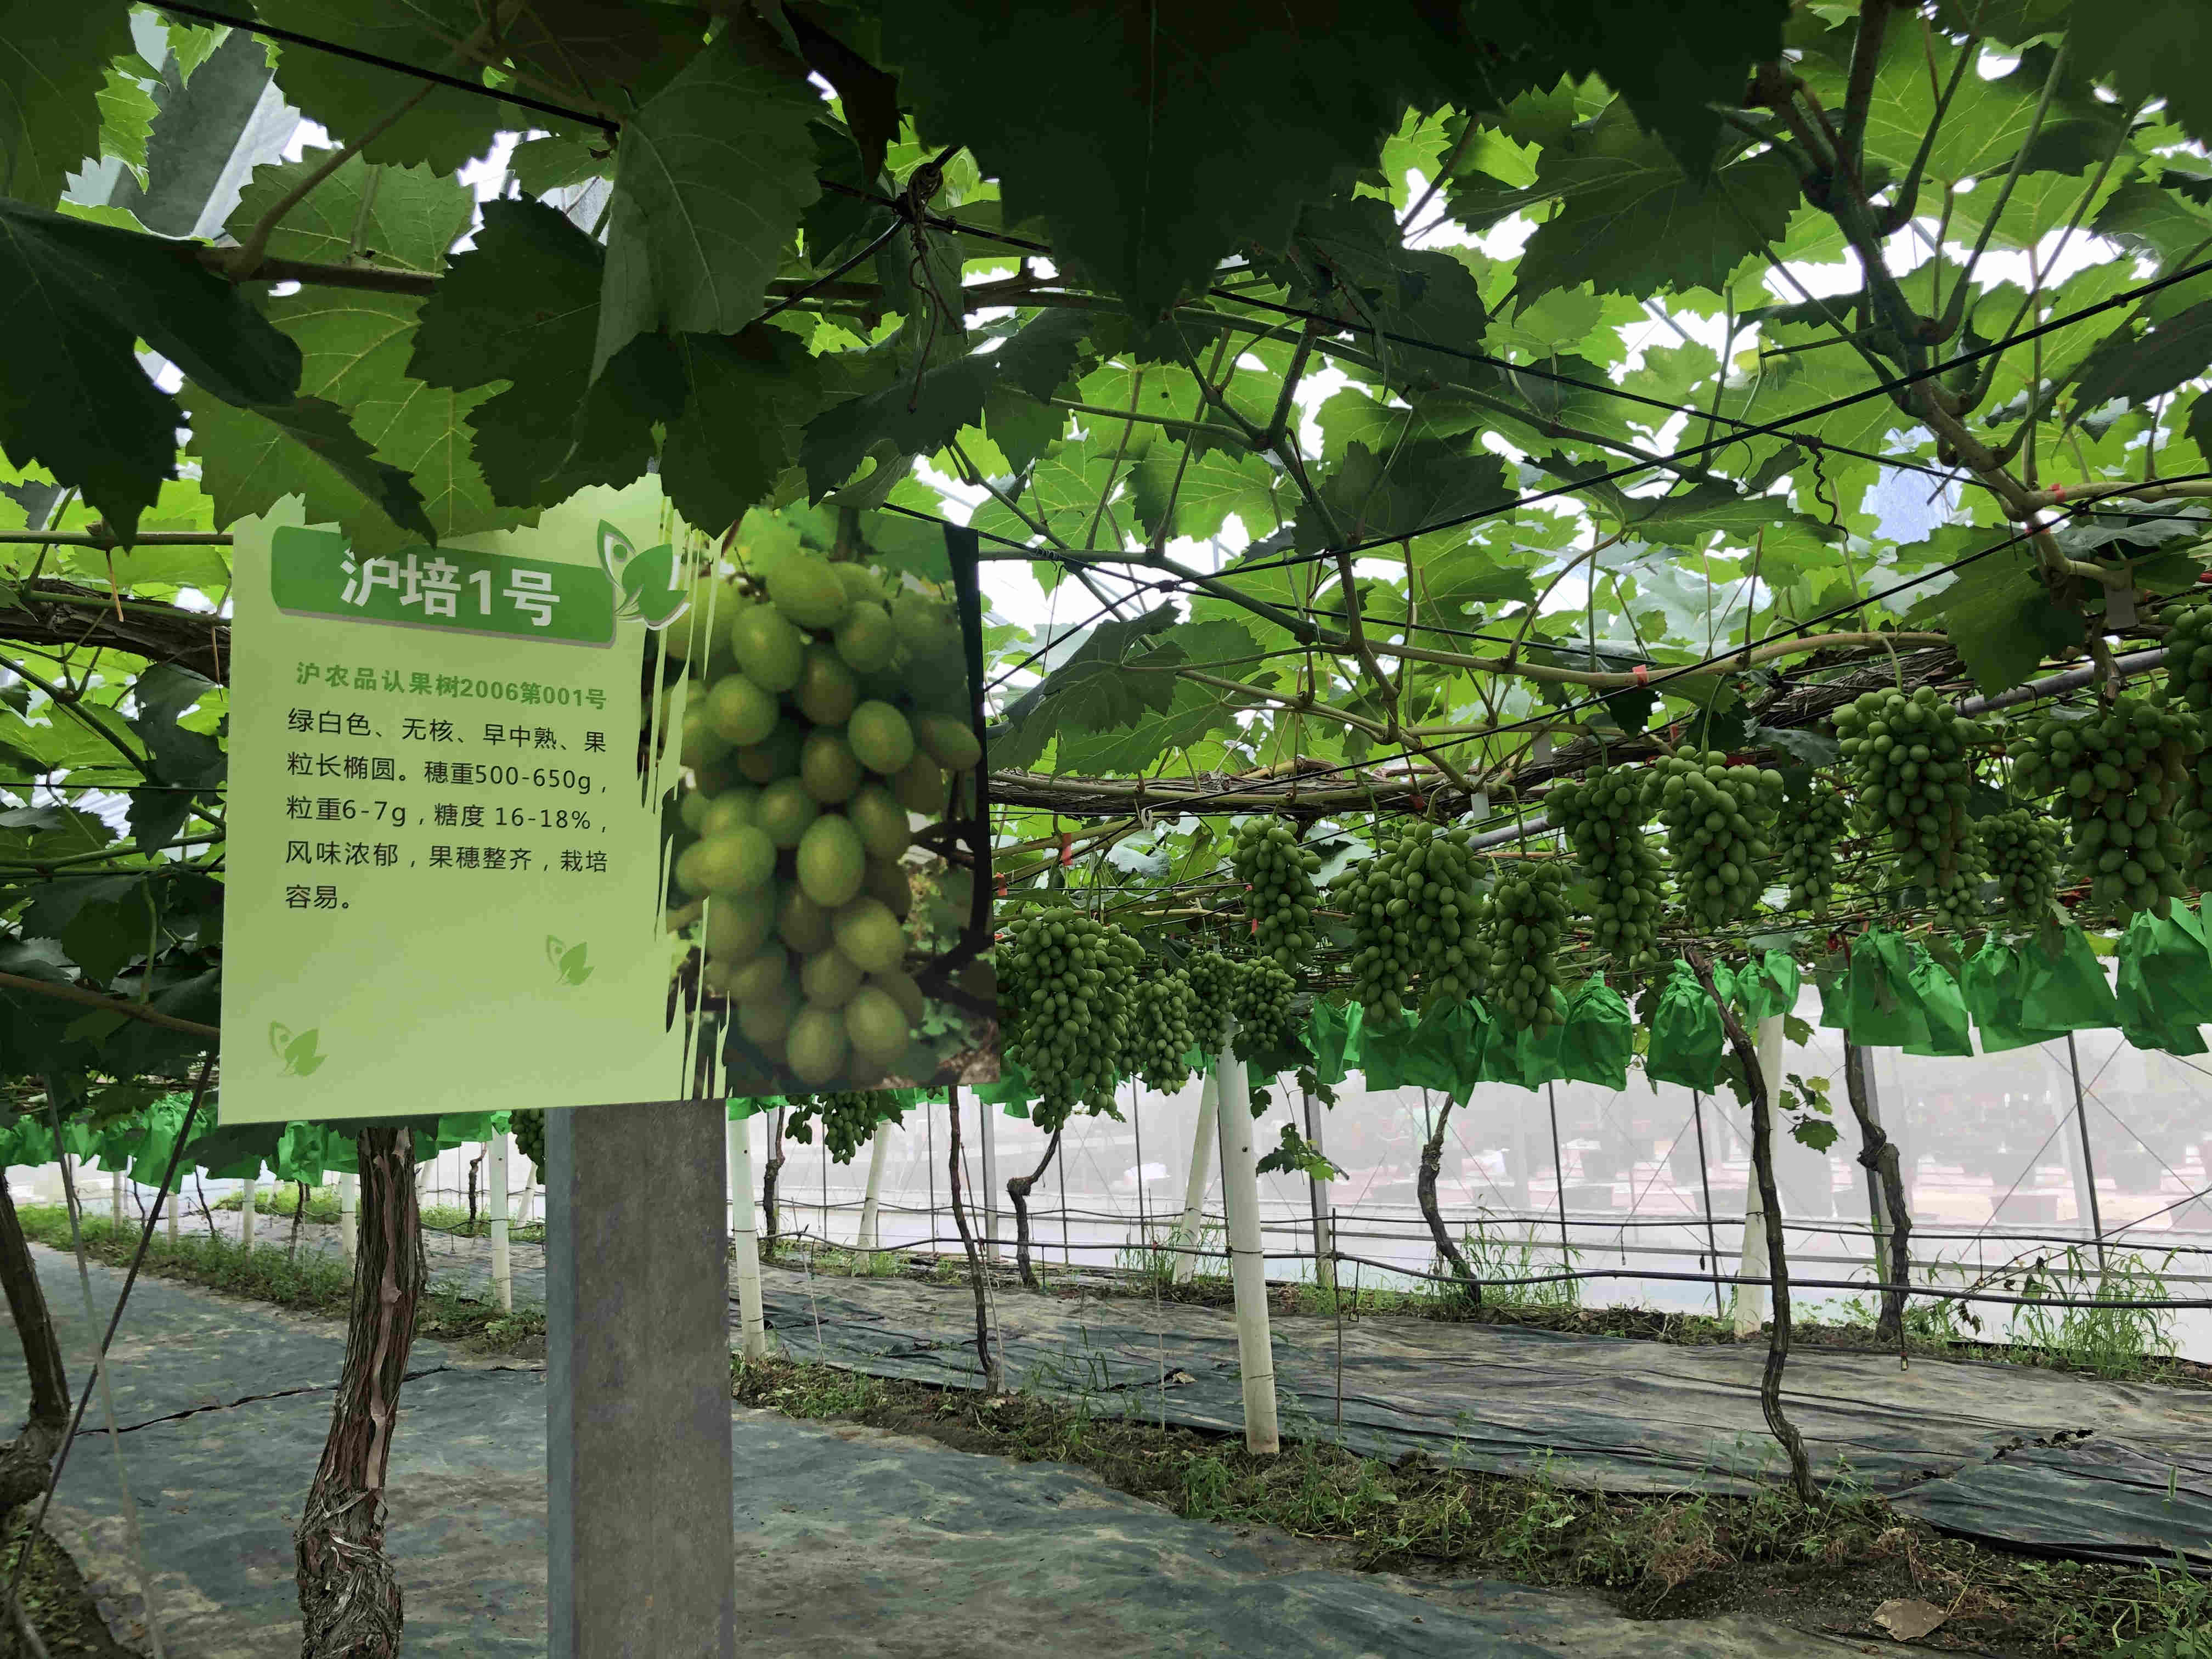 沪培1号
沪农品认果树2006第001号
绿白色、无核、早中熟、果
粒长椭圆。穗重500-650g，
粒重6-7g，糖度 16-18%，
风味浓郁，果穗整齐，栽培
容易。